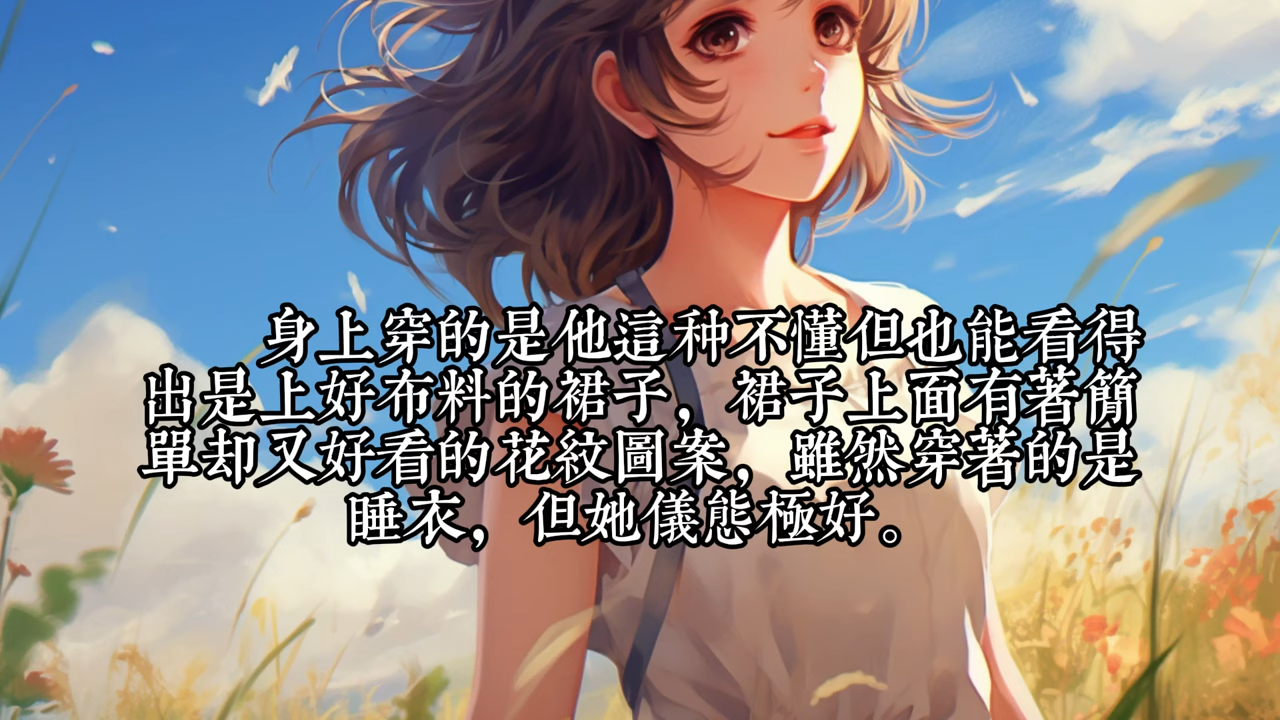 身上穿的是他這种不懂但也能看得
出是上好布料的裙子，裙子上面有著簡
單却又好看的花紋圖案，雖然穿著的是
睡衣，但她儀態極好。